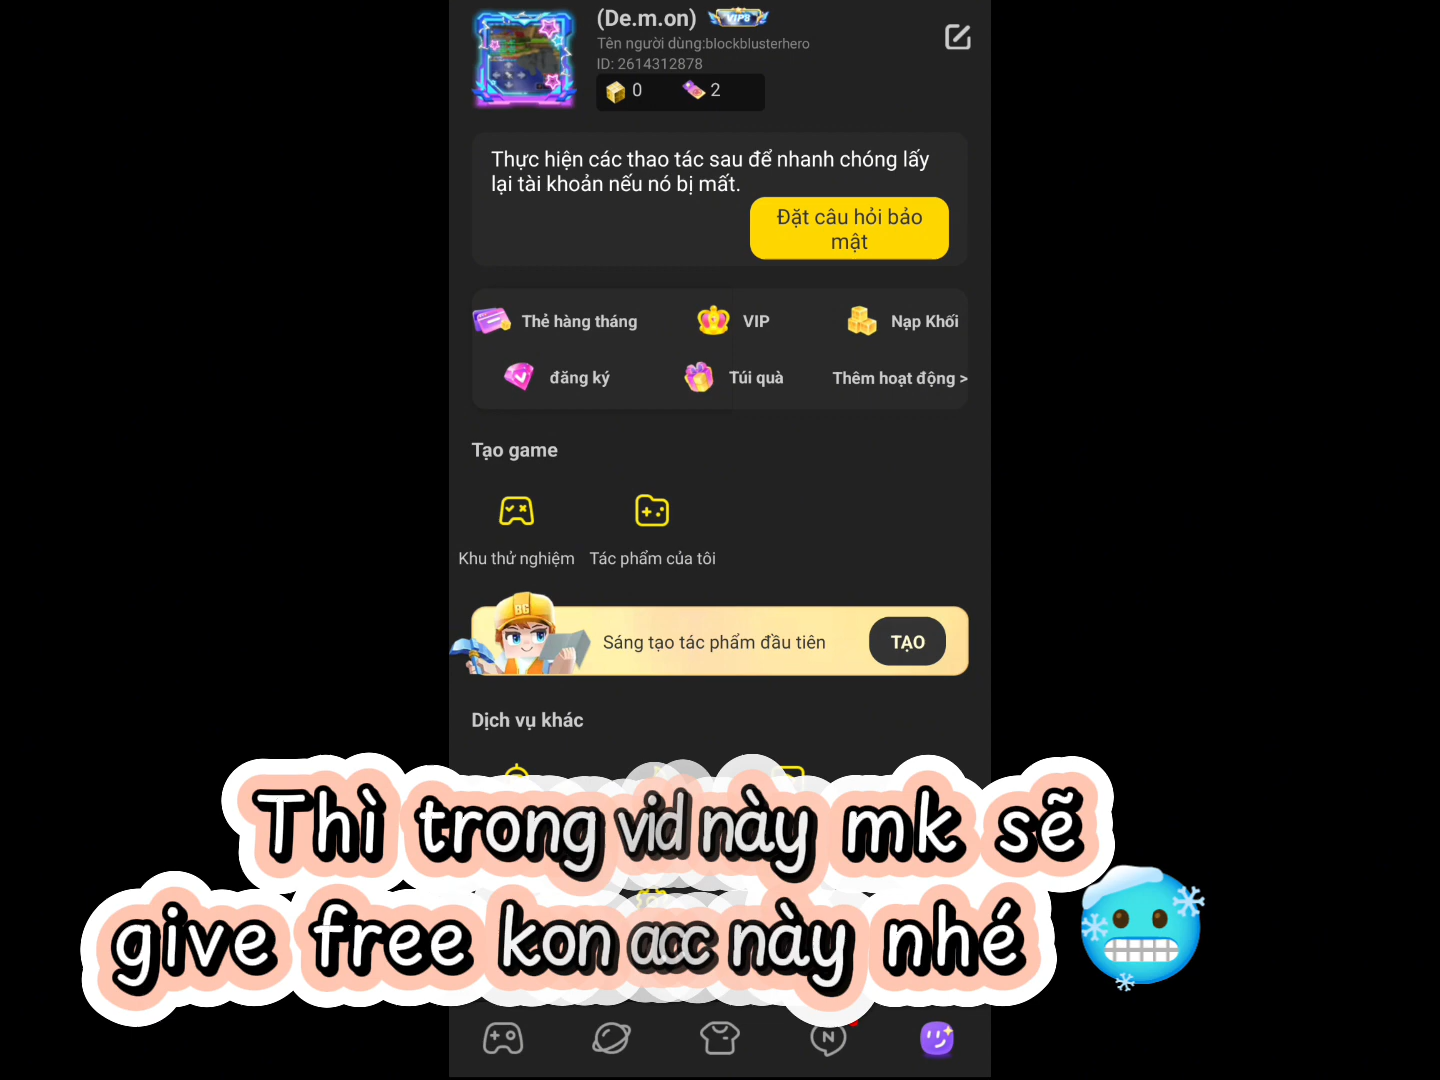 (De.m.on) VIP8
Tên người dùng:blockblusterhero
ID: 2614312878
0 2
Thực hiện các thao tác sau để nhanh chóng lấy
lại tài khoản nếu nó bị mất.
Đặt câu hỏi bảo
mật
Thẻ hàng tháng VIP Nạp Khối
đăng ký Túi quà Thêm hoạt động >
Tạo game
Khu thử nghiệm Tác phẩm của tôi
BG
Sáng tạo tác phẩm đầu tiên TẠO
Dịch vụ khác
Thì trong vid này mk sẽ
give free kon acc này nhé
N